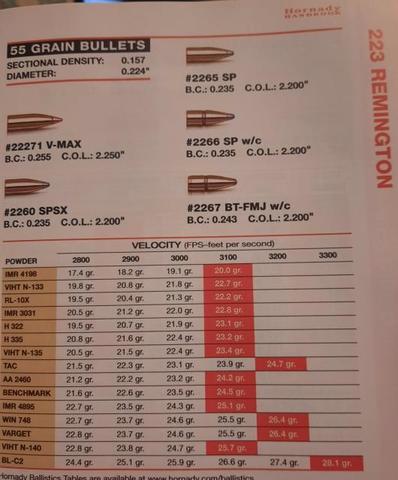 Hornady
HANDBOOK
223 REMINGTON
55 GRAIN BULLETS
SECTIONAL DENSITY: 0.157
DIAMETER: 0.224"
#2265 SP
B.C.: 0.235 C.O.L.: 2.200"
#22271 V-MAX
B.C.: 0.255 C.O.L.: 2.250"
#2266 SP w/c
B.C.: 0.235 C.O.L.: 2.200"
#2260 SPSX
B.C.: 0.235 C.O.L.: 2.200"
#2267 BT-FMJ w/c
B.C.: 0.243 C.O.L.: 2.200"
VELOCITY (FPS–feet per second)
POWDER 2800 2900 3000 3100 3200 3300
IMR 4198 17.4 gr. 18.2 gr. 19.1 gr. 20.0 gr.
VIHT N-133 19.8 gr. 20.8 gr. 21.8 gr. 22.7 gr.
RL-10X 19.5 gr. 20.4 gr. 21.3 gr. 22.2 gr.
IMR 3031 20.5 gr. 21.2 gr. 22.0 gr. 22.8 gr.
H 322 19.5 gr. 20.7 gr. 21.9 gr. 23.1 gr.
H 335 20.8 gr. 21.6 gr. 22.4 gr. 23.2 gr.
VIHT N-135 20.5 gr. 21.5 gr. 22.4 gr. 23.4 gr.
TAC 21.5 gr. 22.3 gr. 23.1 gr. 23.9 gr. 24.7 gr.
AA 2460 21.2 gr. 22.2 gr. 23.2 gr. 24.2 gr.
BENCHMARK 21.6 gr. 22.6 gr. 23.5 gr. 24.5 gr.
IMR 4895 22.7 gr. 23.5 gr. 24.3 gr. 25.1 gr.
WIN 748 22.7 gr. 23.7 gr. 24.6 gr. 25.5 gr. 26.4 gr.
VARGET 22.8 gr. 23.7 gr. 24.6 gr. 25.5 gr. 26.4 gr.
VIHT N-140 22.8 gr. 23.8 gr. 24.7 gr. 25.7 gr.
BL-C2 24.4 gr. 25.1 gr. 25.9 gr. 26.6 gr. 27.4 gr. 28.1 gr.
Hornady Ballistics Tables are available at www.hornady.com/ballistics